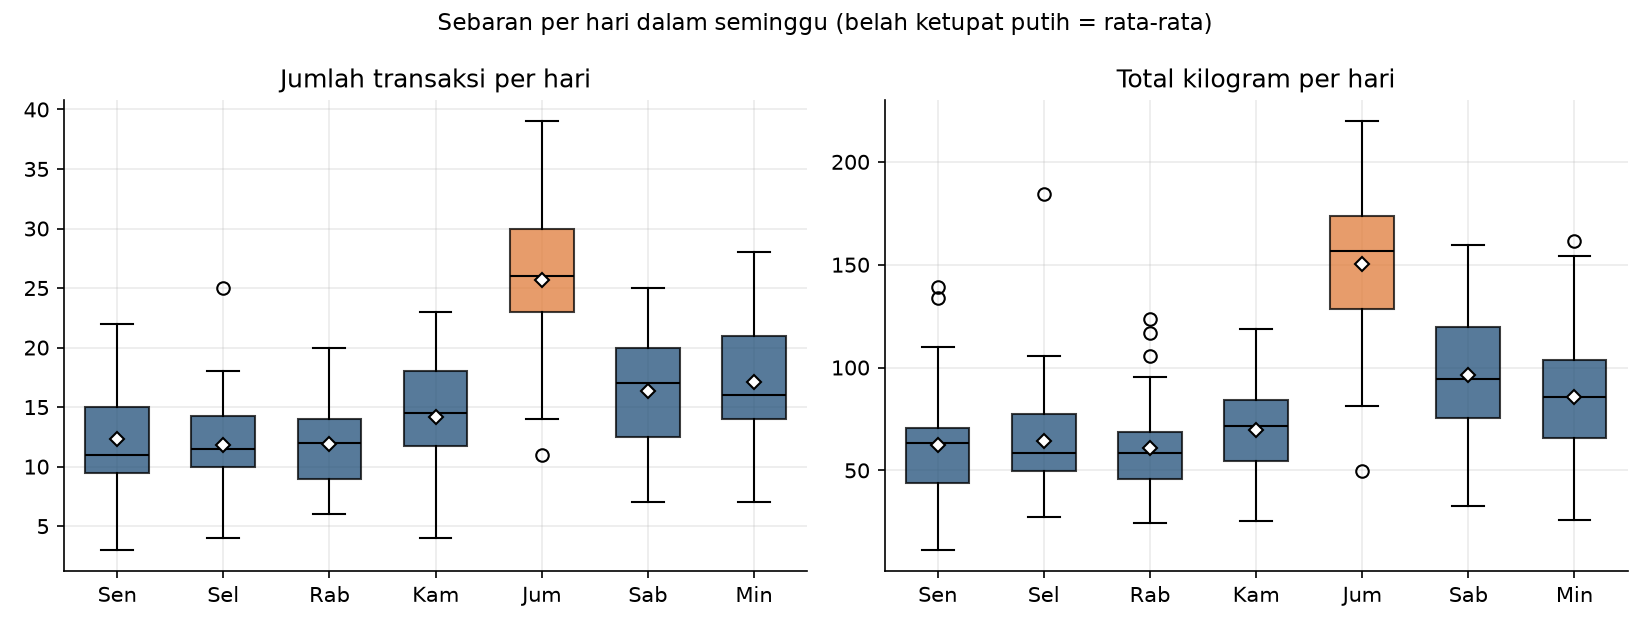 Sebaran per hari dalam seminggu (belah ketupat putih = rata-rata)
Jumlah transaksi per hari
40
35
30
25
20
15
10
5
Sen Sel Rab Kam Jum Sab Min
Total kilogram per hari
200
150
100
50
Sen Sel Rab Kam Jum Sab Min